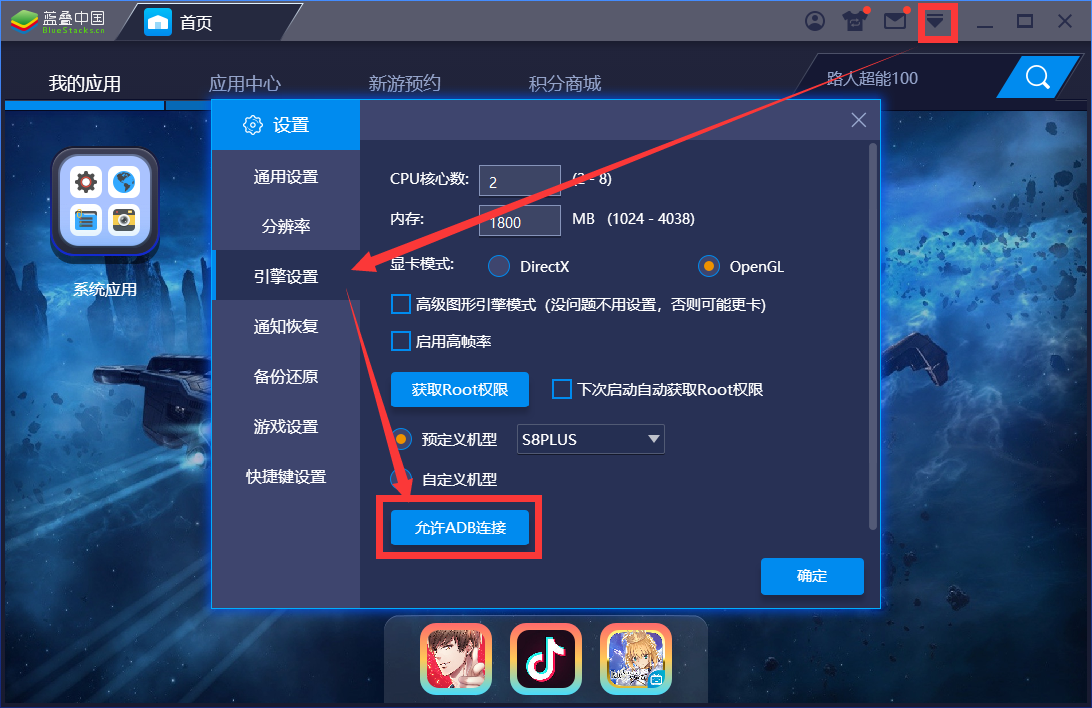 蓝叠中国
BlueStacks.cn
首页
我的应用
应用中心
新游预约
积分商城
路人超能100
系统应用
设置
通用设置
分辨率
引擎设置
通知恢复
备份还原
游戏设置
快捷键设置
CPU核心数:
2
(2 - 8)
内存:
1800
MB (1024 - 4038)
显卡模式:
DirectX
OpenGL
高级图形引擎模式（没问题不用设置，否则可能更卡)
启用高帧率
获取Root权限
下次启动自动获取Root权限
预定义机型
S8PLUS
自定义机型
允许ADB连接
确定